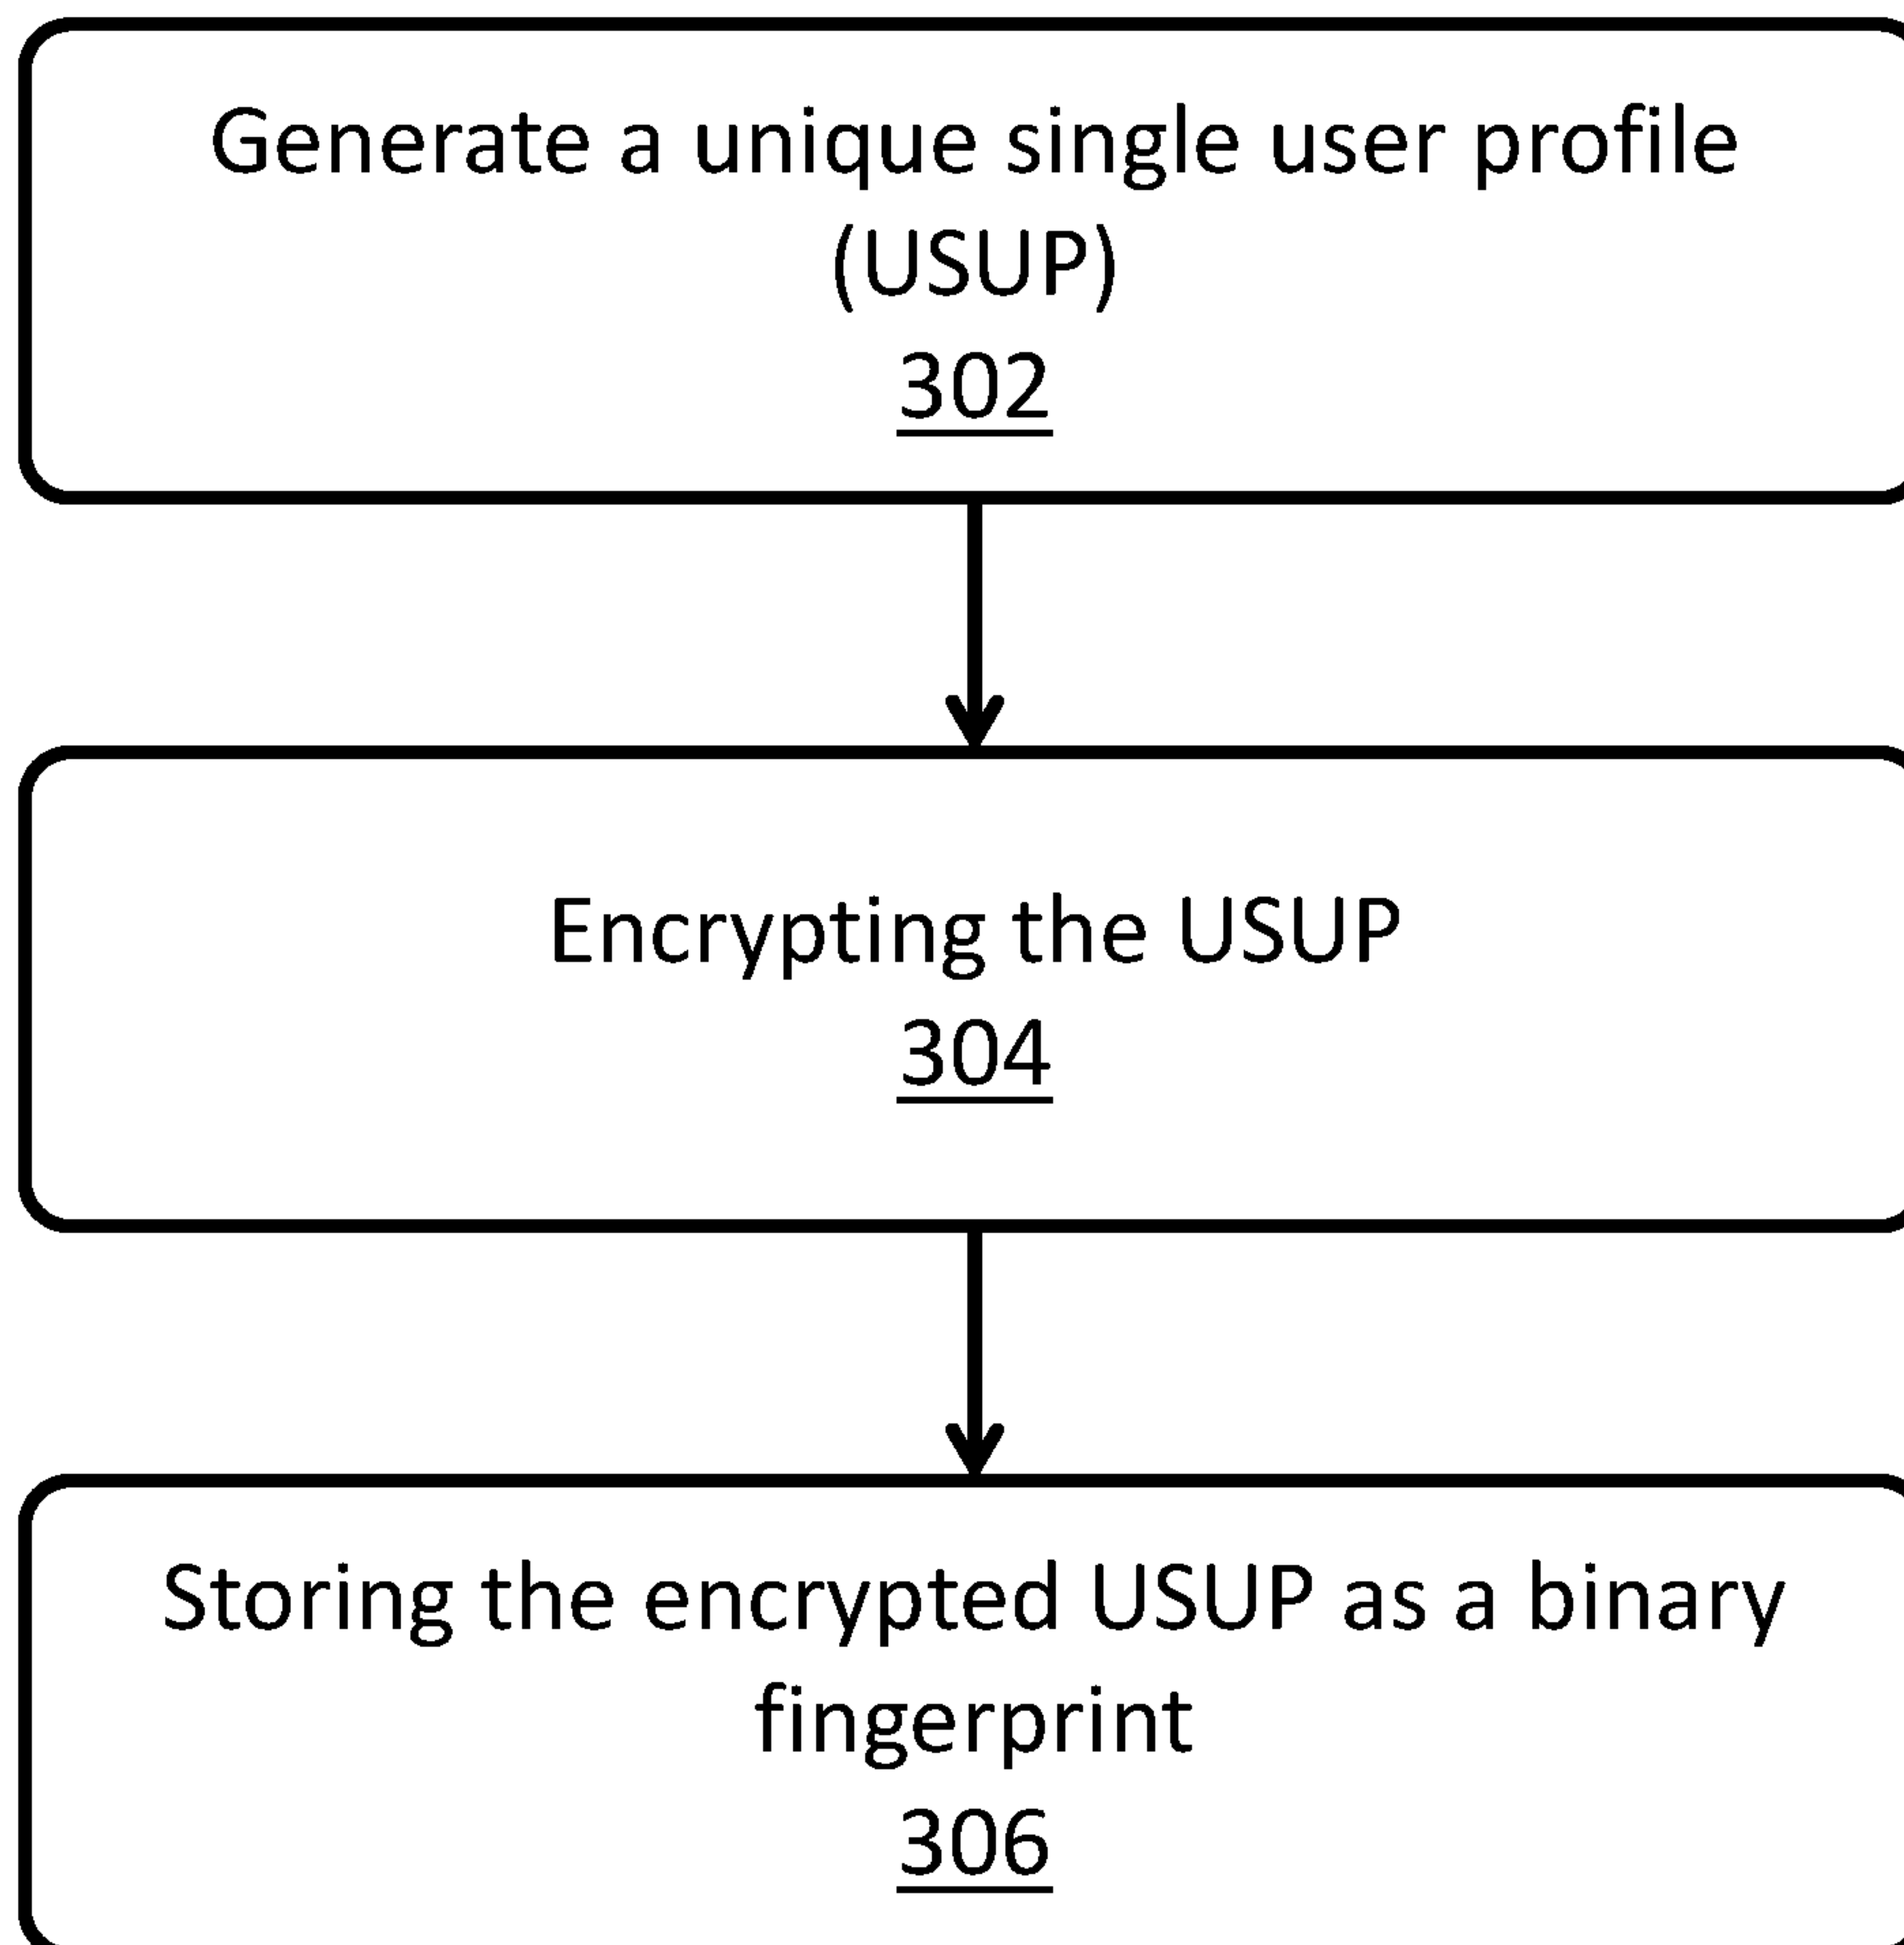 Generate a unique single user profile
(USUP)
302
Encrypting the USUP
304
Storing the encrypted USUP as a binary
fingerprint
306